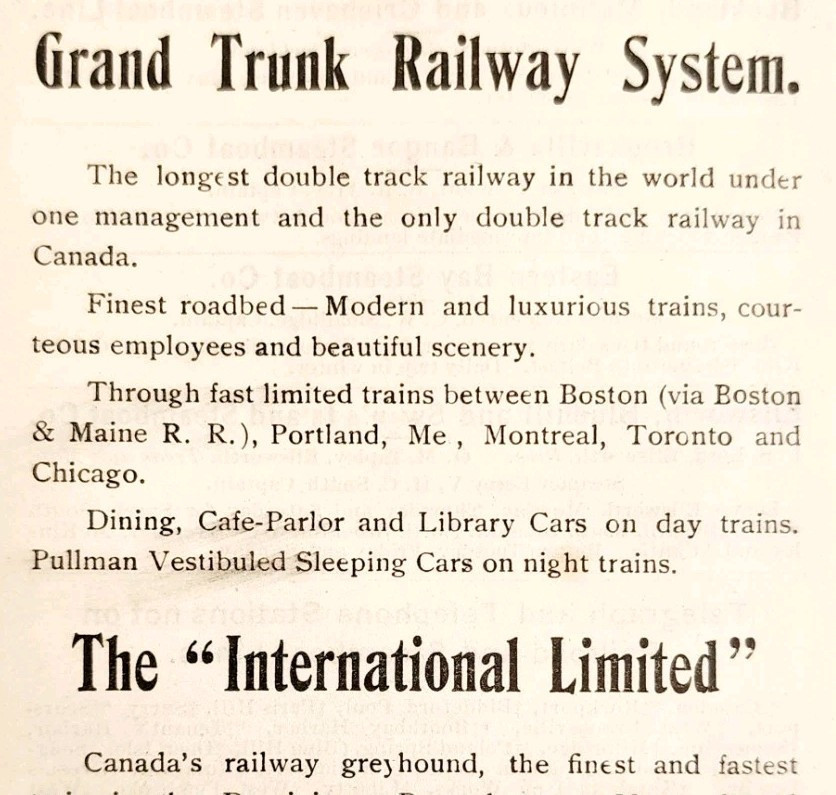 Grand Trunk Railway System.
The longest double track railway in the world under
one management and the only double track railway in
Canada.
Finest roadbed — Modern and luxurious trains, cour-
teous employees and beautiful scenery.
Through fast limited trains between Boston (via Boston
& Maine R. R.), Portland, Me., Montreal, Toronto and
Chicago.
Dining, Cafe-Parlor and Library Cars on day trains.
Pullman Vestibuled Sleeping Cars on night trains.
The “International Limited”
Canada's railway greyhound, the finest and fastest